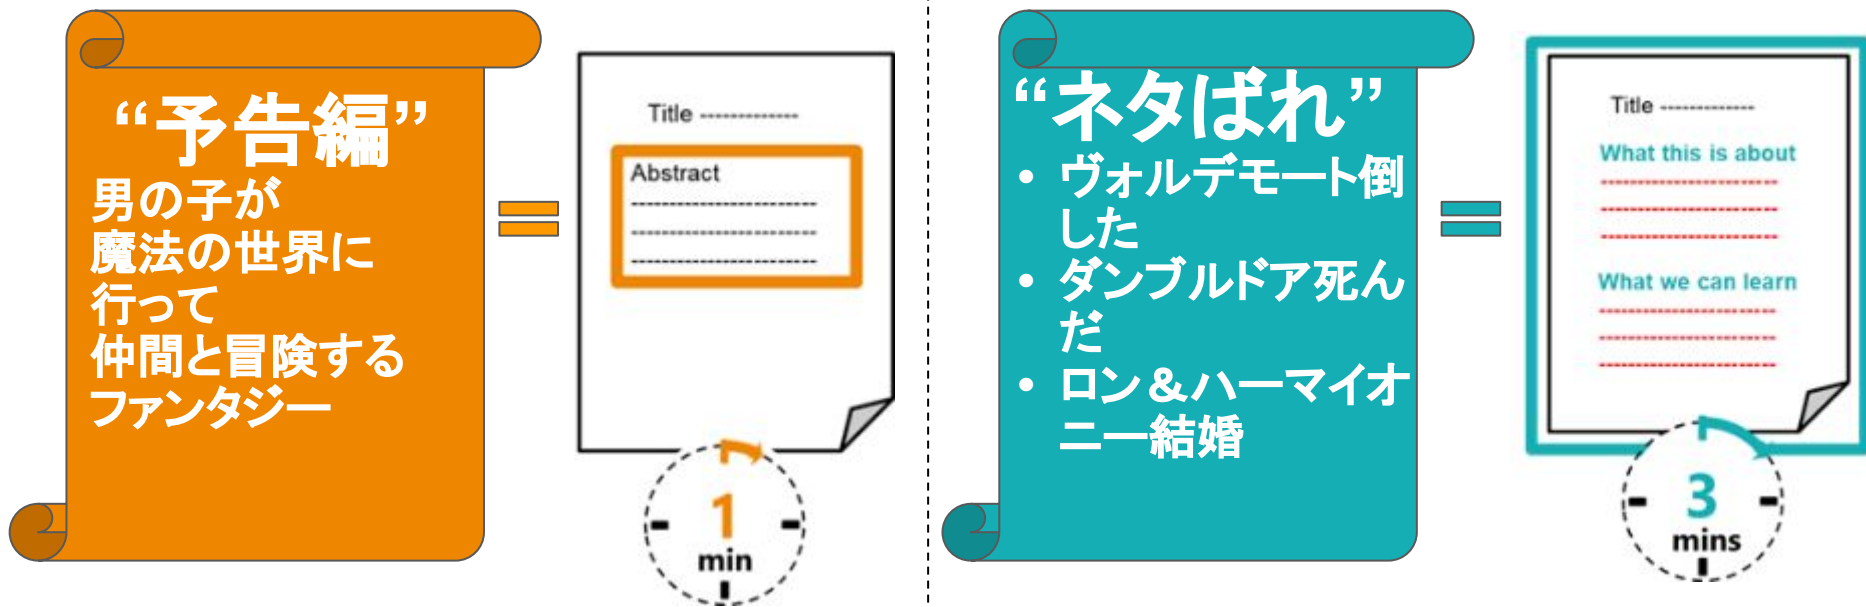 “予告編”
男の子が
魔法の世界に
行って
仲間と冒険する
ファンタジー
Title -------------
Abstract
1
min
“ネタばれ”
• ヴォルデモート倒
した
• ダンブルドア死ん
だ
• ロン＆ハーマイオ
ニー結婚
Title -------------
What this is about
What we can learn
3
mins